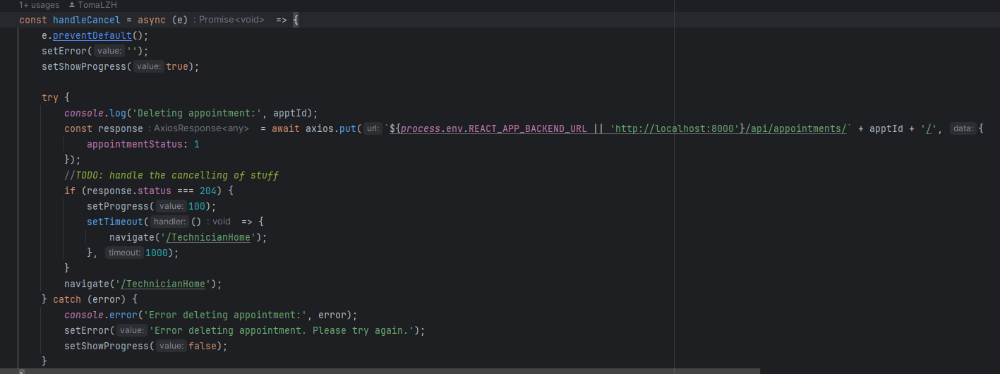 1+ usages TomaLZH
const handleCancel = async (e) : Promise<void> => {
e.preventDefault();
setError( value: '');
setShowProgress( value: true);
try {
console.log('Deleting appointment:', apptId);
const response : AxiosResponse<any> = await axios.put( url: `${process.env.REACT_APP_BACKEND_URL || 'http://localhost:8000'}/api/appointments/` + apptId + '/', data: {
appointmentStatus: 1
});
//TODO: handle the cancelling of stuff
if (response.status === 204) {
setProgress( value: 100);
setTimeout( handler: () : void => {
navigate('/TechnicianHome');
}, timeout: 1000);
}
navigate('/TechnicianHome');
} catch (error) {
console.error('Error deleting appointment:', error);
setError( value: 'Error deleting appointment. Please try again.');
setShowProgress( value: false);
}